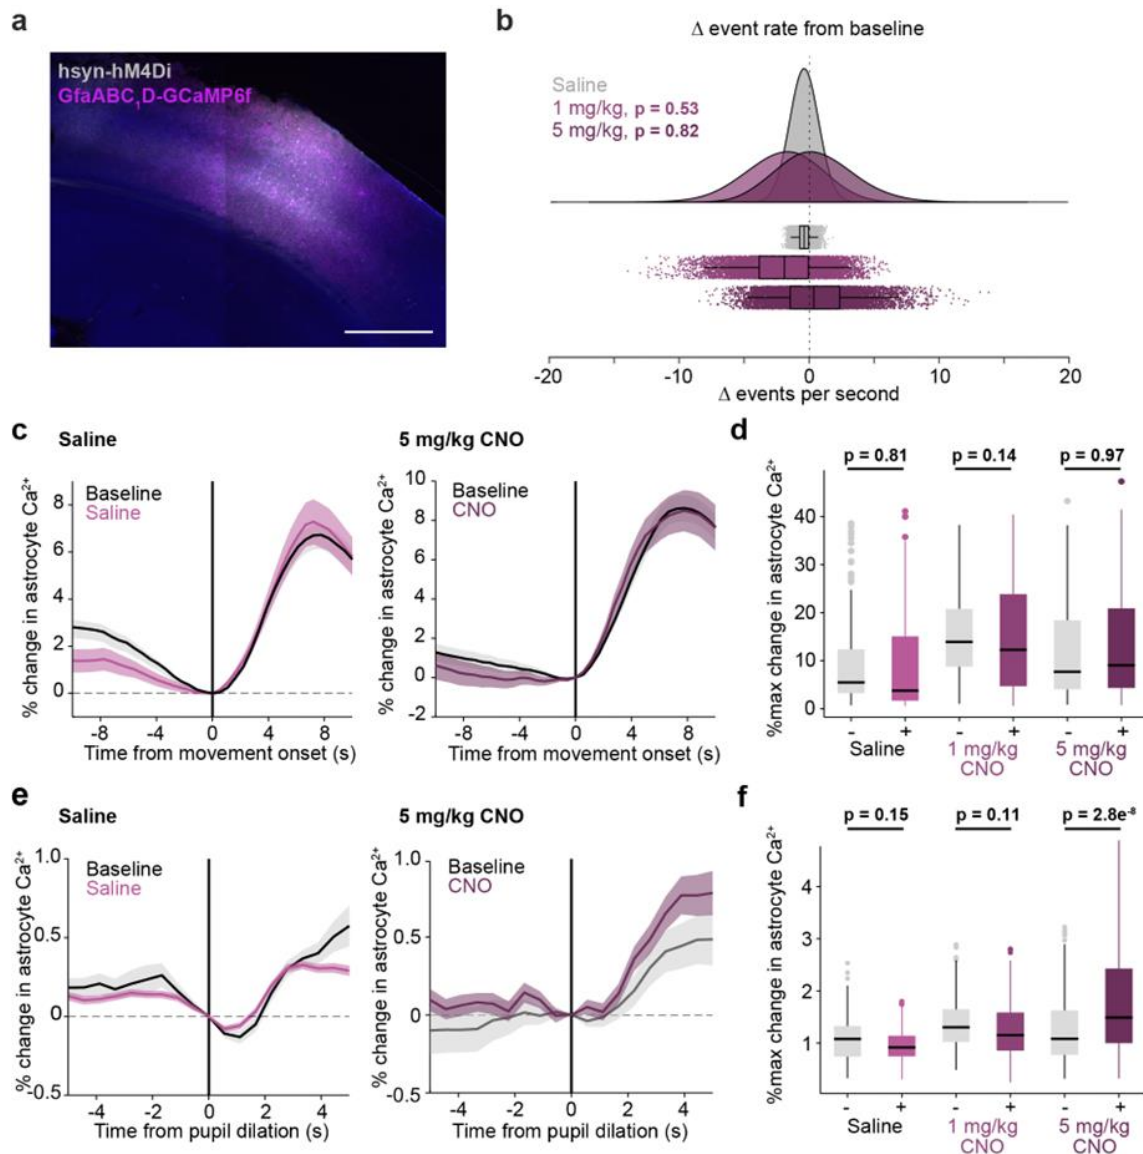 a
hsyn-hM4Di
GfaABC₁D-GCaMP6f
b
Δ event rate from baseline
Saline
1 mg/kg, p = 0.53
5 mg/kg, p = 0.82
-20 -10 0 10 20
Δ events per second
c
Saline
% change in astrocyte Ca²⁺
8
6
4
2
0
Baseline
Saline
-8 -4 0 4 8
Time from movement onset (s)
5 mg/kg CNO
% change in astrocyte Ca²⁺
10
8
6
4
2
0
-2
Baseline
CNO
-8 -4 0 4 8
Time from movement onset (s)
d
%max change in astrocyte Ca²⁺
p = 0.81 p = 0.14 p = 0.97
40
30
20
10
0
- + - + - +
Saline 1 mg/kg 5 mg/kg
CNO CNO
e
Saline
% change in astrocyte Ca²⁺
1.0
0.5
0
-0.5
Baseline
Saline
-4 -2 0 2 4
Time from pupil dilation (s)
5 mg/kg CNO
% change in astrocyte Ca²⁺
1.0
0.5
0
-0.5
Baseline
CNO
-4 -2 0 2 4
Time from pupil dilation (s)
f
%max change in astrocyte Ca²⁺
p = 0.15 p = 0.11 p = 2.8e⁻⁸
4
3
2
1
- + - + - +
Saline 1 mg/kg 5 mg/kg
CNO CNO